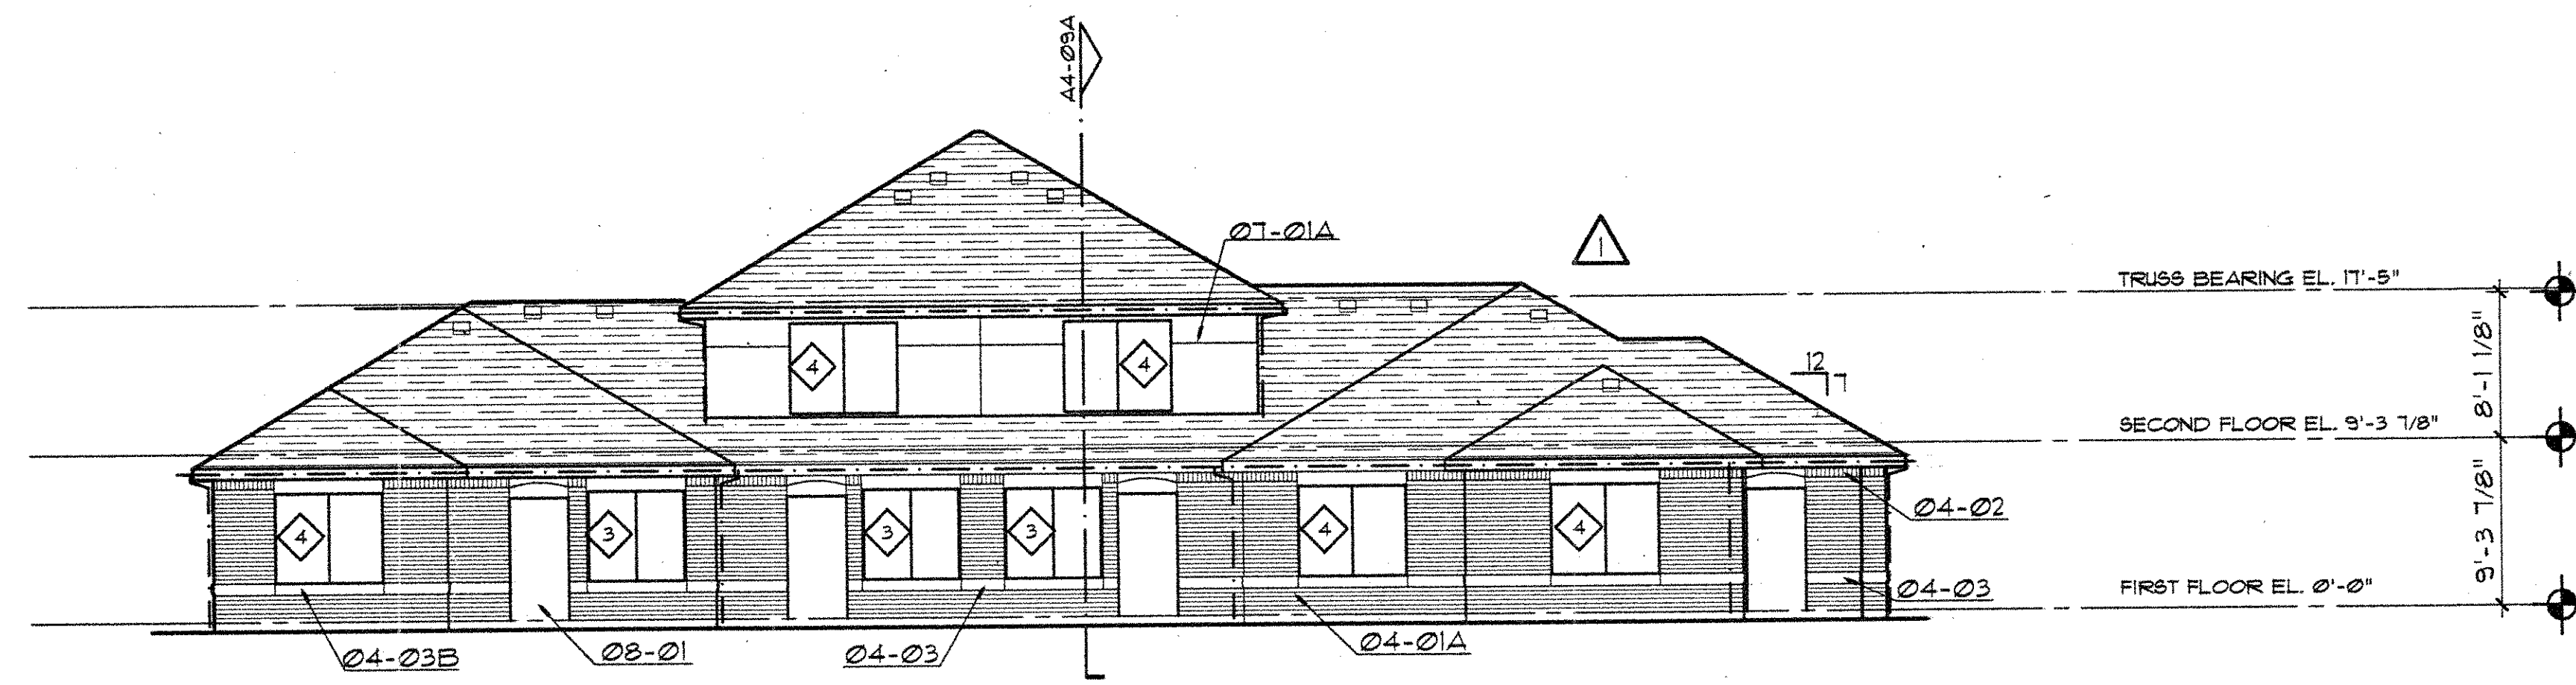 A4-09A
07-01A
1
TRUSS BEARING EL. 17'-5"
8'-1 1/8"
4
4
12
7
SECOND FLOOR EL. 9'-3 7/8"
9'-3 7/8"
4
3
3
3
4
4
04-02
04-03
FIRST FLOOR EL. 0'-0"
04-03B
08-01
04-03
04-01A